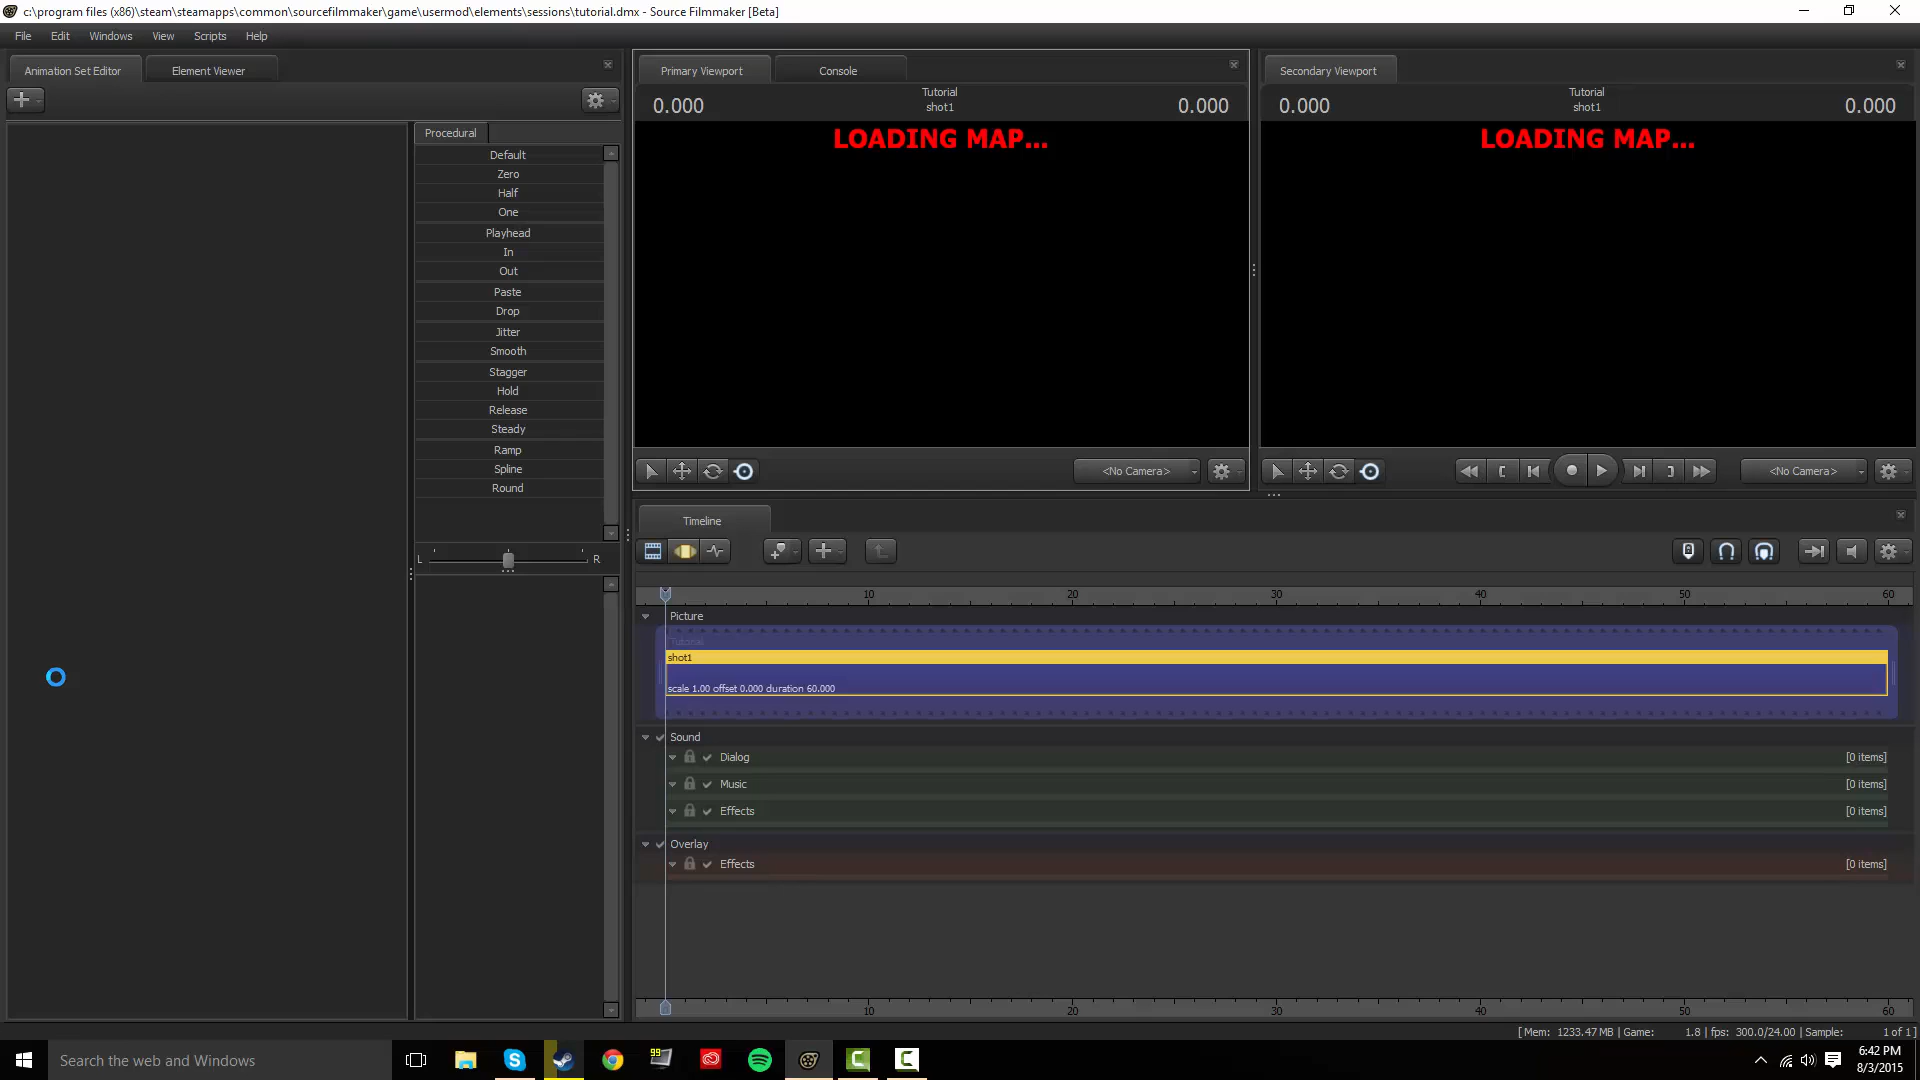 c:\program files (x86)\steam\steamapps\common\sourcefilmmaker\game\usermod\elements\sessions\tutorial.dmx - Source Filmmaker [Beta]
File Edit Windows View Scripts Help
Animation Set Editor Element Viewer
Procedural
Default
Zero
Half
One
Playhead
In
Out
Paste
Drop
Jitter
Smooth
Stagger
Hold
Release
Steady
Ramp
Spline
Round
L R
Primary Viewport Console
Tutorial
0.000 shot1 0.000
LOADING MAP...
<No Camera>
Secondary Viewport
Tutorial
0.000 shot1 0.000
LOADING MAP...
<No Camera>
Timeline
10 20 30 40 50 60
Picture
Tutorial
shot1
scale 1.00 offset 0.000 duration 60.000
Sound
Dialog [0 items]
Music [0 items]
Effects [0 items]
Overlay
Effects [0 items]
10 20 30 40 50 60
[ Mem: 1233.47 MB | Game: 1.8 | fps: 300.0/24.00 | Sample: 1 of 1 ]
Search the web and Windows
99
6:42 PM
8/3/2015